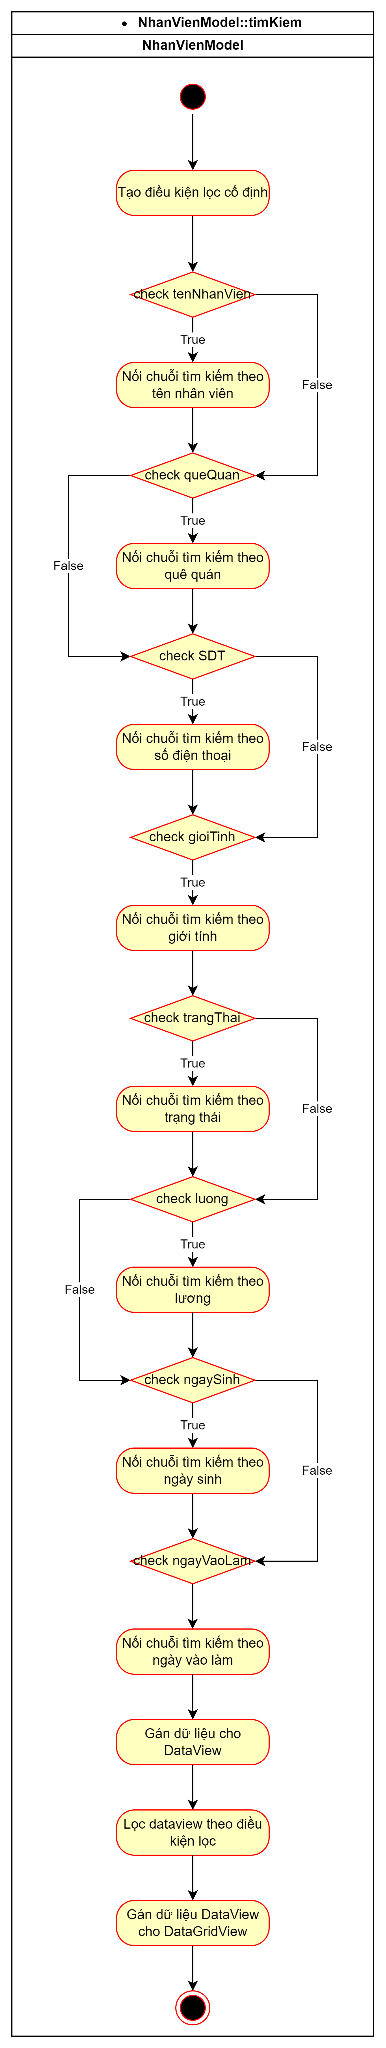 • NhanVienModel::timKiem
NhanVienModel
Tạo điều kiện lọc cố định
check tenNhanVien
True
Nối chuỗi tìm kiếm theo
tên nhân viên
False
check queQuan
True
Nối chuỗi tìm kiếm theo
quê quán
False
check SDT
True
Nối chuỗi tìm kiếm theo
số điện thoại
False
check gioiTinh
True
Nối chuỗi tìm kiếm theo
giới tính
check trangThai
True
Nối chuỗi tìm kiếm theo
trạng thái
False
check luong
True
Nối chuỗi tìm kiếm theo
lương
False
check ngaySinh
True
Nối chuỗi tìm kiếm theo
ngày sinh
False
check ngayVaoLam
Nối chuỗi tìm kiếm theo
ngày vào làm
Gán dữ liệu cho
DataView
Lọc dataview theo điều
kiện lọc
Gán dữ liệu DataView
cho DataGridView